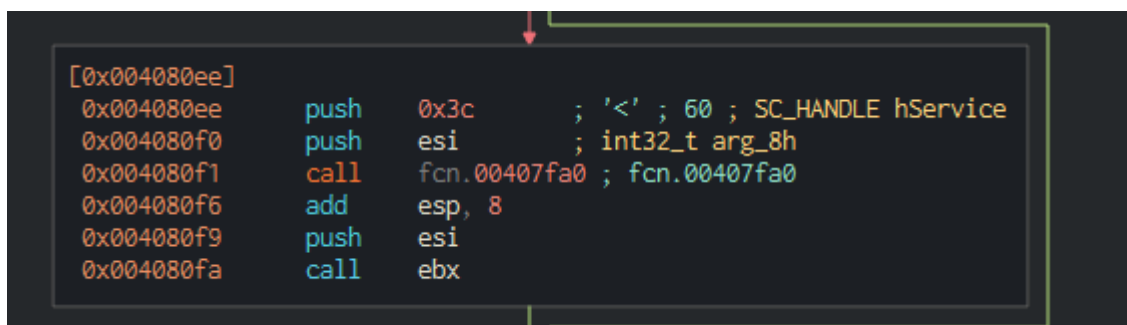 [0x004080ee]
0x004080ee push 0x3c ; '<' ; 60 ; SC_HANDLE hService
0x004080f0 push esi ; int32_t arg_8h
0x004080f1 call fcn.00407fa0 ; fcn.00407fa0
0x004080f6 add esp, 8
0x004080f9 push esi
0x004080fa call ebx